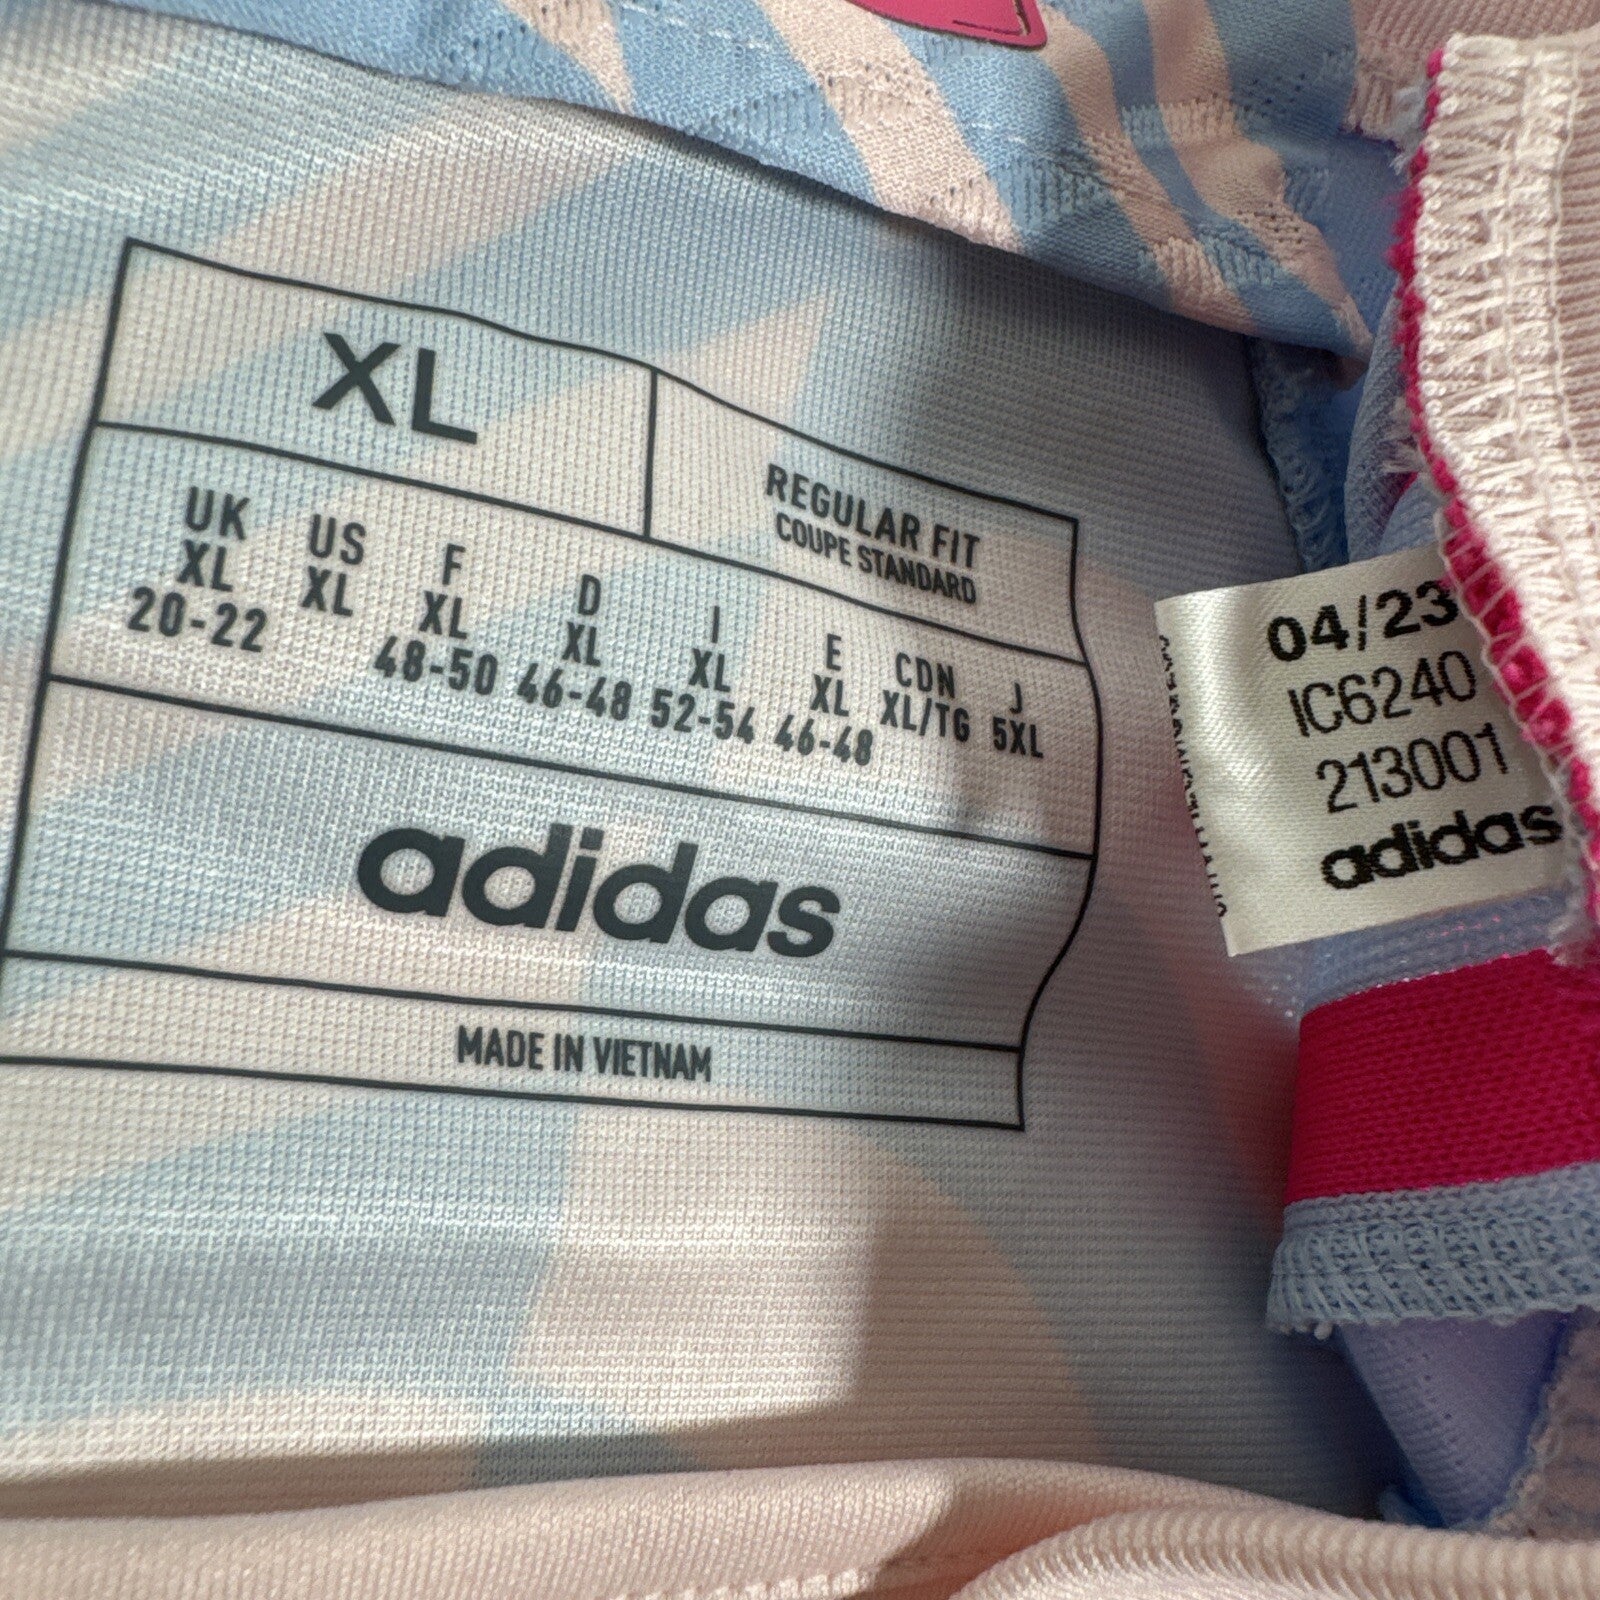 XL
REGULAR FIT
COUPE STANDARD
UK US F D I E CDN J
XL XL XL XL XL XL XL/TG 5XL
20-22 48-50 46-48 52-54 46-48
adidas
MADE IN VIETNAM
04/23
IC6240
213001
adidas